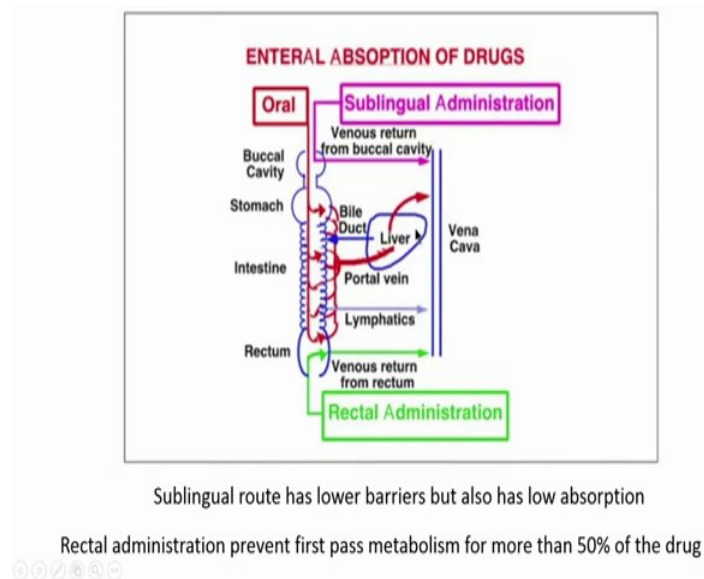 ENTERAL ABSOPTION OF DRUGS
Oral
Sublingual Administration
Venous return
from buccal cavity
Buccal
Cavity
Stomach
Bile
Duct
Liver
Vena
Cava
Intestine
Portal vein
Lymphatics
Rectum
Venous return
from rectum
Rectal Administration
Sublingual route has lower barriers but also has low absorption
Rectal administration prevent first pass metabolism for more than 50% of the drug